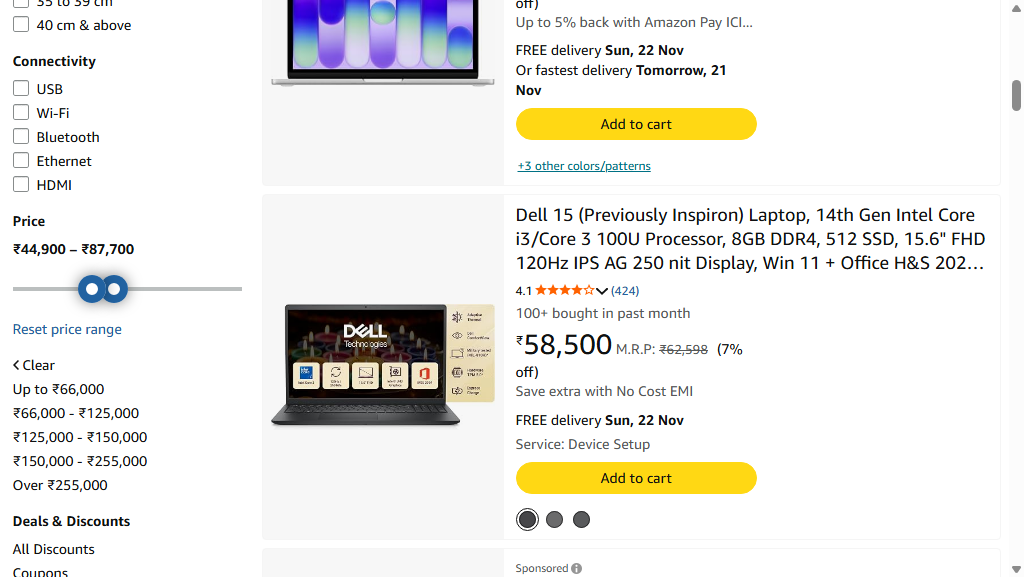 35 to 39 cm
40 cm & above
Connectivity
USB
Wi-Fi
Bluetooth
Ethernet
HDMI
Price
₹44,900 – ₹87,700
Reset price range
Clear
Up to ₹66,000
₹66,000 - ₹125,000
₹125,000 - ₹150,000
₹150,000 - ₹255,000
Over ₹255,000
Deals & Discounts
All Discounts
Coupons
off)
Up to 5% back with Amazon Pay ICI…
FREE delivery Sun, 22 Nov
Or fastest delivery Tomorrow, 21
Nov
Add to cart
+3 other colors/patterns
DELL
Technologies
Dell 15 (Previously Inspiron) Laptop, 14th Gen Intel Core
i3/Core 3 100U Processor, 8GB DDR4, 512 SSD, 15.6" FHD
120Hz IPS AG 250 nit Display, Win 11 + Office H&S 202…
4.1 (424)
100+ bought in past month
₹58,500 M.R.P: ₹62,598 (7%
off)
Save extra with No Cost EMI
FREE delivery Sun, 22 Nov
Service: Device Setup
Add to cart
Sponsored